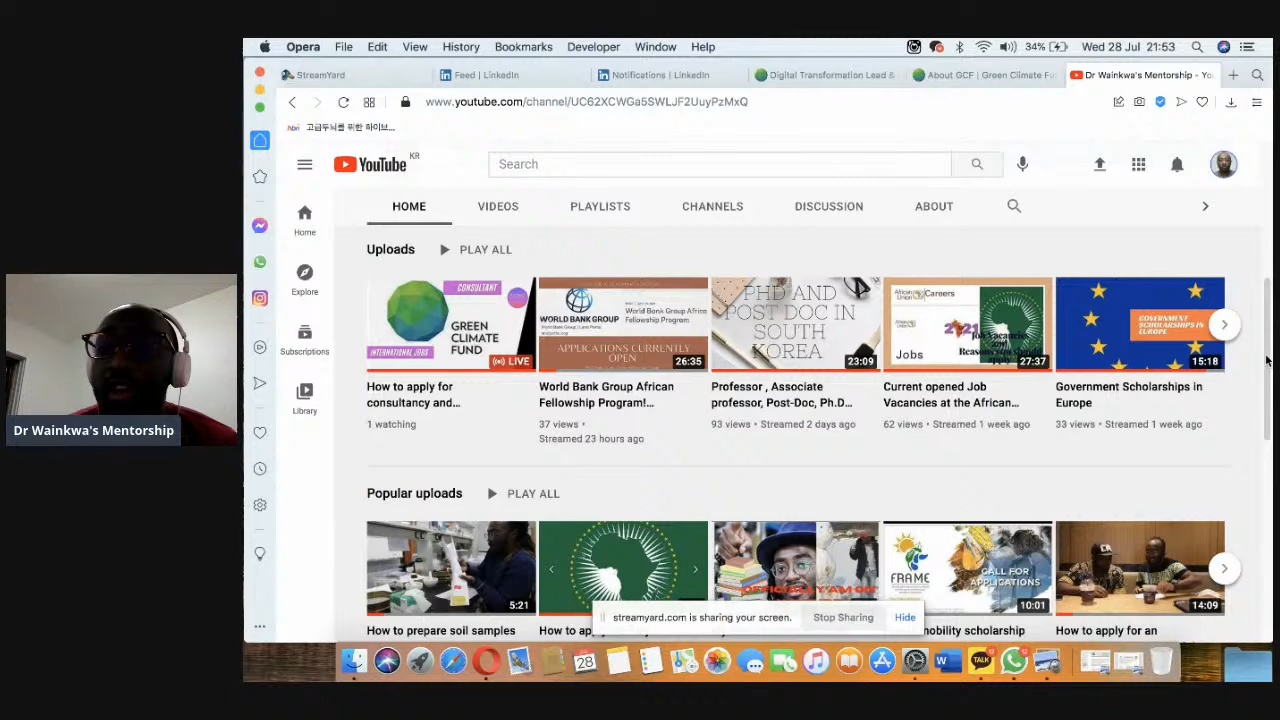 Opera File Edit View History Bookmarks Developer Window Help 34% Wed 28 Jul 21:53
StreamYard
Feed | LinkedIn
Notifications | LinkedIn
Digital Transformation Lead &
About GCF | Green Climate Fu
Dr Wainkwa's Mentorship - Yo
www.youtube.com/channel/UC62XCWGa5SWLJF2UuyPzMxQ
고급두뇌를 위한 하이브...
YouTube KR
Search
HOME VIDEOS PLAYLISTS CHANNELS DISCUSSION ABOUT
Home
Explore
Subscriptions
Library
Uploads PLAY ALL
CONSULTANT
GREEN
CLIMATE
FUND
INTERNATIONAL JOBS
LIVE
How to apply for
consultancy and...
1 watching
WORLD BANK GROUP
World Bank Group Africa
Fellowship Program
APPLICATIONS CURRENTLY
OPEN
26:35
World Bank Group African
Fellowship Program!...
37 views •
Streamed 23 hours ago
PHD AND
POST DOC IN
SOUTH
KOREA
23:09
Professor , Associate
professor, Post-Doc, Ph.D...
93 views • Streamed 2 days ago
African
Union
Careers
Jobs
27:37
Current opened Job
Vacancies at the African...
62 views • Streamed 1 week ago
GOVERNMENT
SCHOLARSHIPS IN
EUROPE
15:18
Government Scholarships in
Europe
33 views • Streamed 1 week ago
Popular uploads PLAY ALL
5:21
How to prepare soil samples
FRAME
CALL FOR
APPLICATIONS
10:01
mobility scholarship
14:09
How to apply for an
streamyard.com is sharing your screen. Stop Sharing Hide
Dr Wainkwa's Mentorship
28
W
TALK